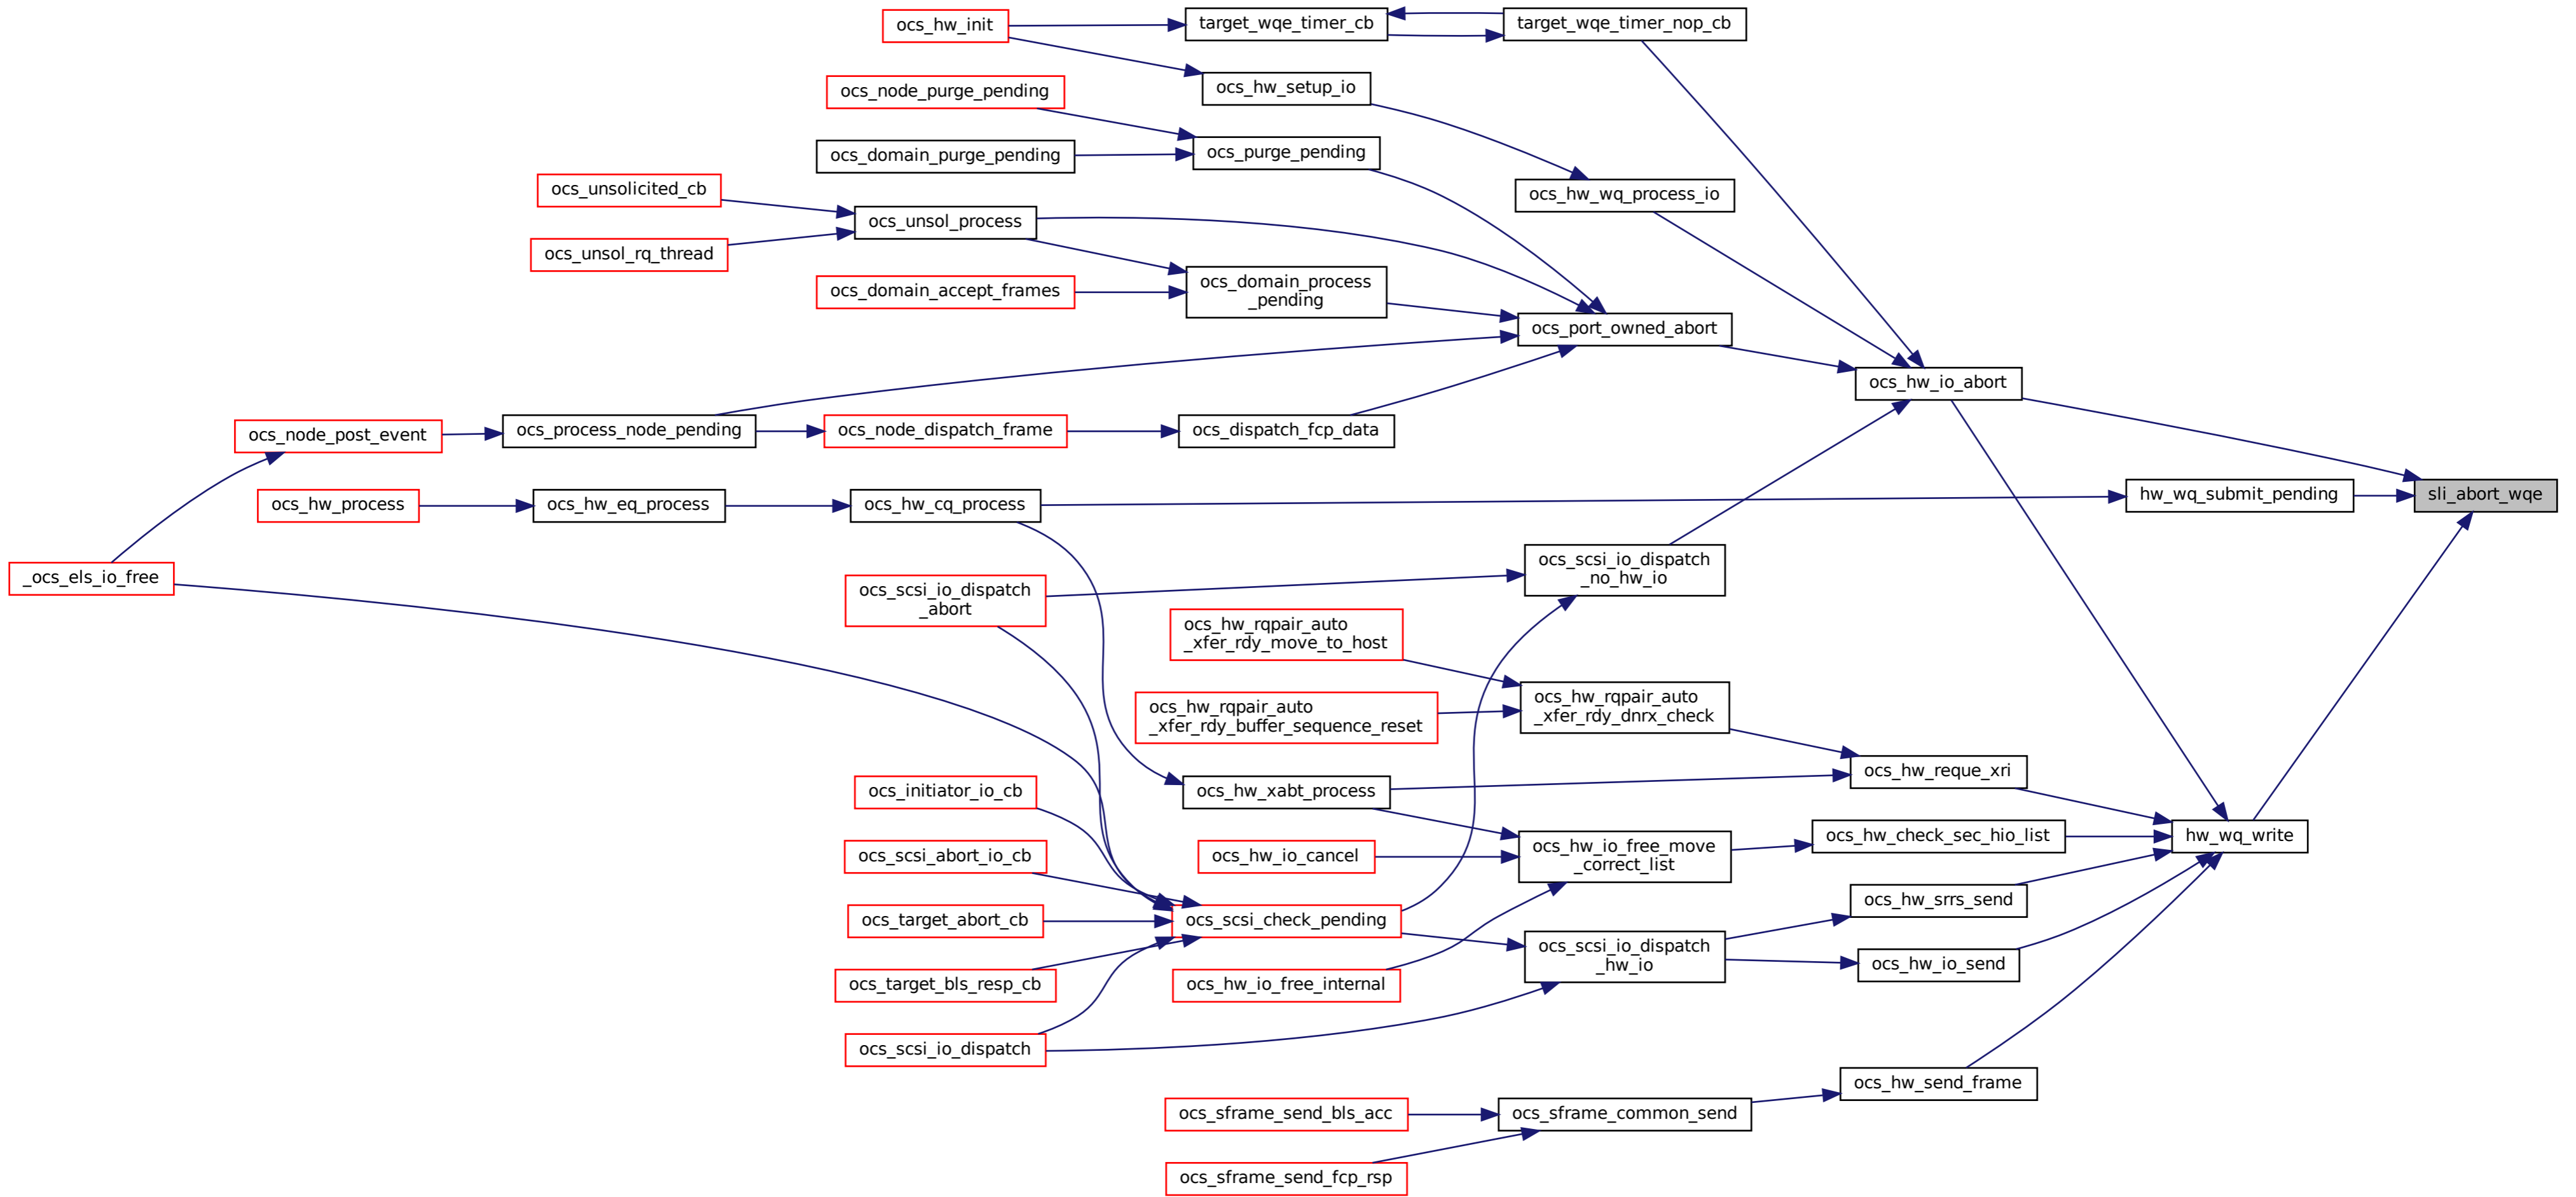 ocs_hw_init
target_wqe_timer_cb
target_wqe_timer_nop_cb
ocs_node_purge_pending
ocs_hw_setup_io
ocs_domain_purge_pending
ocs_purge_pending
ocs_unsolicited_cb
ocs_hw_wq_process_io
ocs_unsol_process
ocs_unsol_rq_thread
ocs_domain_accept_frames
ocs_domain_process
_pending
ocs_port_owned_abort
ocs_hw_io_abort
ocs_node_post_event
ocs_process_node_pending
ocs_node_dispatch_frame
ocs_dispatch_fcp_data
ocs_hw_process
ocs_hw_eq_process
ocs_hw_cq_process
hw_wq_submit_pending
sli_abort_wqe
_ocs_els_io_free
ocs_scsi_io_dispatch
_abort
ocs_scsi_io_dispatch
_no_hw_io
ocs_hw_rqpair_auto
_xfer_rdy_move_to_host
ocs_hw_rqpair_auto
_xfer_rdy_buffer_sequence_reset
ocs_hw_rqpair_auto
_xfer_rdy_dnrx_check
ocs_hw_reque_xri
ocs_initiator_io_cb
ocs_hw_xabt_process
ocs_hw_check_sec_hio_list
hw_wq_write
ocs_scsi_abort_io_cb
ocs_hw_io_cancel
ocs_hw_io_free_move
_correct_list
ocs_hw_srrs_send
ocs_target_abort_cb
ocs_scsi_check_pending
ocs_scsi_io_dispatch
_hw_io
ocs_hw_io_send
ocs_target_bls_resp_cb
ocs_hw_io_free_internal
ocs_scsi_io_dispatch
ocs_hw_send_frame
ocs_sframe_send_bls_acc
ocs_sframe_common_send
ocs_sframe_send_fcp_rsp